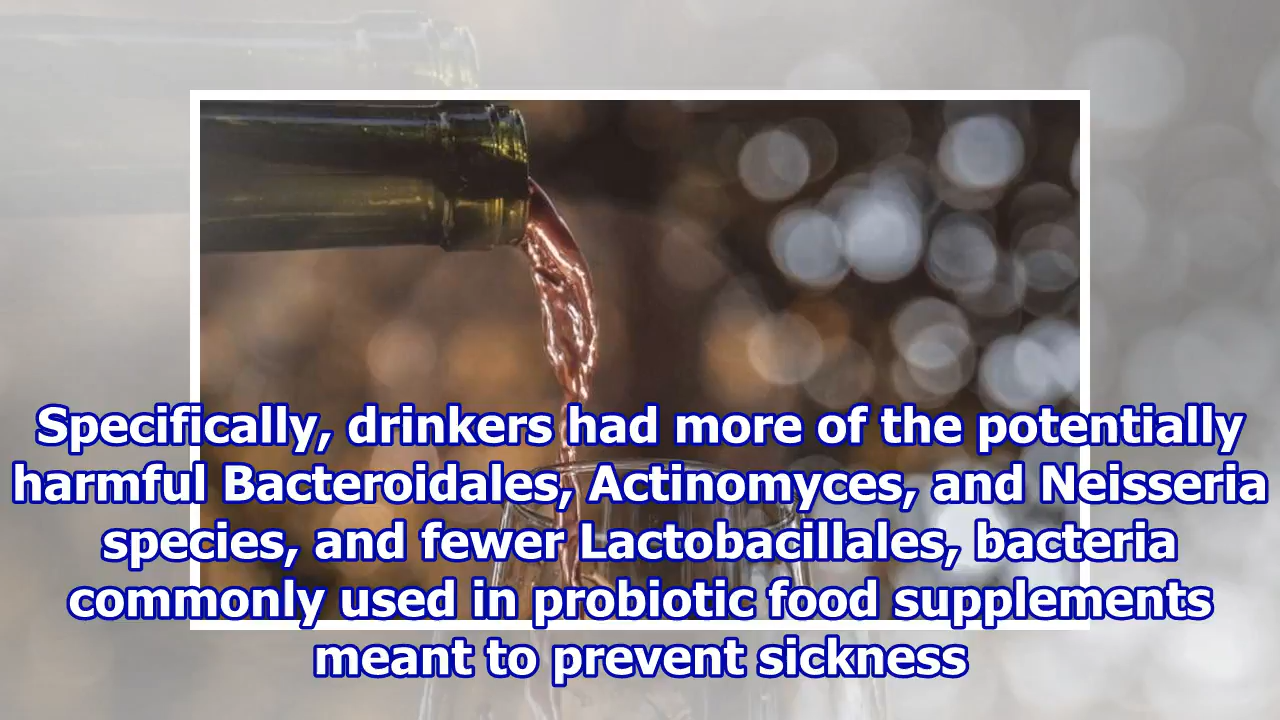 Specifically, drinkers had more of the potentially
harmful Bacteroidales, Actinomyces, and Neisseria
species, and fewer Lactobacillales, bacteria
commonly used in probiotic food supplements
meant to prevent sickness